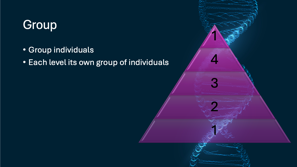 Group
• Group individuals
• Each level its own group of individuals
1
4
3
2
1